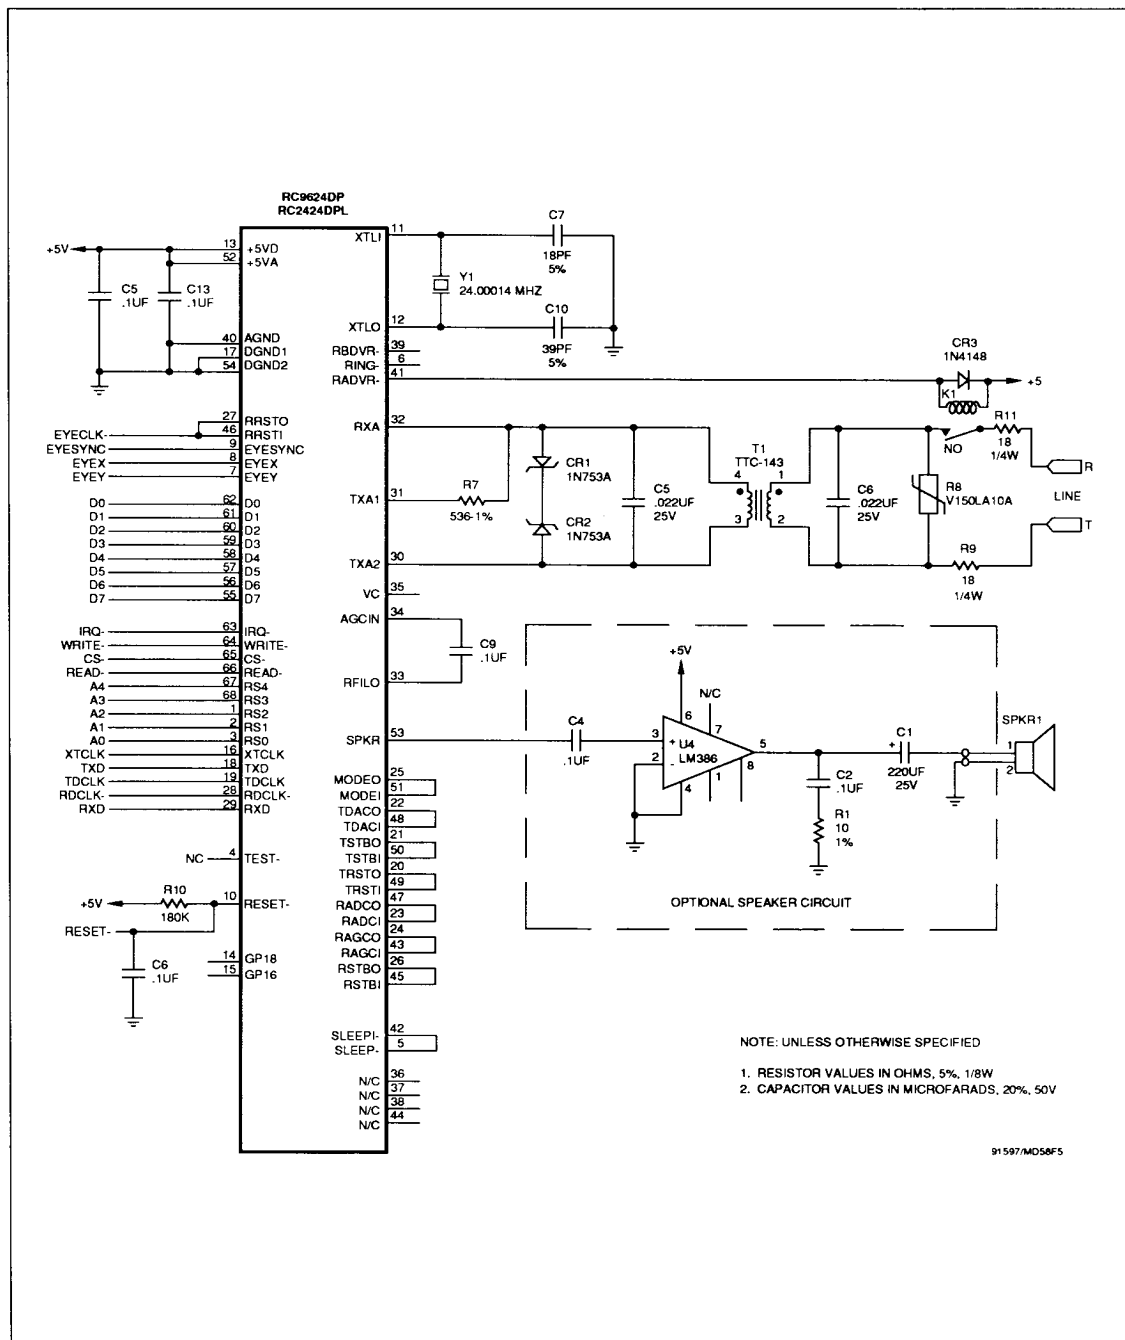 RC9624DP
RC2424DPL
+5V
13 +5VD
52 +5VA
C5
.1UF
C13
.1UF
40 AGND
17 DGND1
54 DGND2
27 RRSTO
EYECLK- 46 RRSTI
EYESYNC 9 EYESYNC
EYEX 8 EYEX
EYEY 7 EYEY
D0 62 D0
D1 61 D1
D2 60 D2
D3 59 D3
D4 58 D4
D5 57 D5
D6 56 D6
D7 55 D7
IRQ- 63 IRQ-
WRITE- 64 WRITE-
CS- 65 CS-
READ- 66 READ-
A4 67 RS4
A3 68 RS3
A2 1 RS2
A1 2 RS1
A0 3 RS0
XTCLK 16 XTCLK
TXD 18 TXD
TDCLK 19 TDCLK
RDCLK- 28 RDCLK-
RXD 29 RXD
NC 4 TEST-
R10
+5V 10 RESET-
180K
RESET-
C6
.1UF
14 GP18
15 GP16
XTLI 11
C7
18PF
5%
Y1
24.00014 MHZ
XTLO 12
C10
39PF
5%
RBDVR- 39
RING- 6
RADVR- 41
CR3
1N4148
K1
+5
RXA 32
TXA1 31
R7
536-1%
CR1
1N753A
CR2
1N753A
C5
.022UF
25V
T1
TTC-143
4 1
3 2
C6
.022UF
25V
NO
R11
18
1/4W
R8
V150LA10A
R
LINE
T
R9
18
1/4W
TXA2 30
VC 35
AGCIN 34
C9
.1UF
RFILO 33
SPKR 53
C4
.1UF
+5V
N/C
6
7
3 +
U4
LM386
2 -
5
8
1
4
C2
.1UF
R1
10
1%
C1
+
220UF
25V
SPKR1
1
2
OPTIONAL SPEAKER CIRCUIT
MODEO 25
MODEI 51
TDACO 22
TDACI 48
TSTBO 21
TSTBI 50
TRSTO 20
TRSTI 49
RADCO 47
RADCI 23
RAGCO 24
RAGCI 43
RSTBO 26
RSTBI 45
SLEEPI- 42
SLEEP- 5
N/C 36
N/C 37
N/C 38
N/C 44
NOTE: UNLESS OTHERWISE SPECIFIED
1. RESISTOR VALUES IN OHMS, 5%, 1/8W
2. CAPACITOR VALUES IN MICROFARADS, 20%, 50V
91597/MD58F5